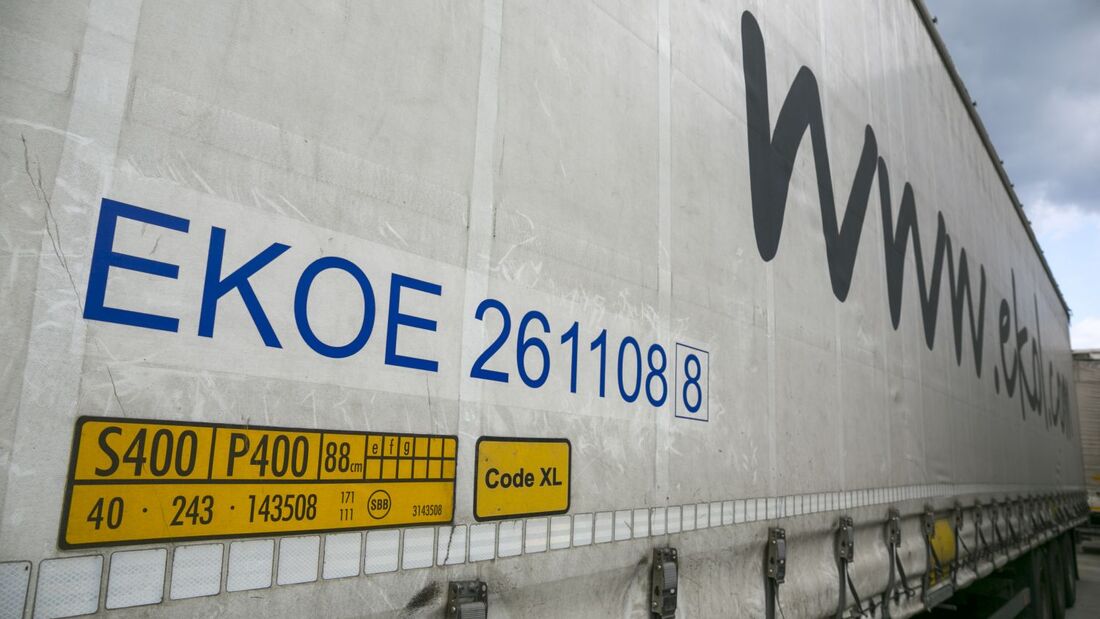 www.ekol.com
EKOE 261108 8
S400 P400 88cm e f g
40 · 243 · 143508 171 111 SBB 3143508
Code XL